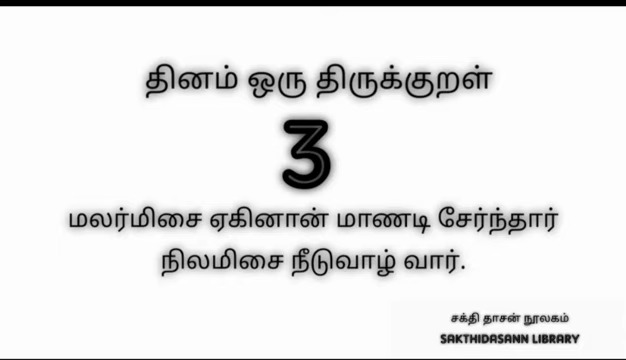 தினம் ஒரு திருக்குறள்
3
மலர்மிசை ஏகினான் மாணடி சேர்ந்தார்
நிலமிசை நீடுவாழ் வார்.
சக்தி தாசன் நூலகம்
SAKTHIDASANN LIBRARY